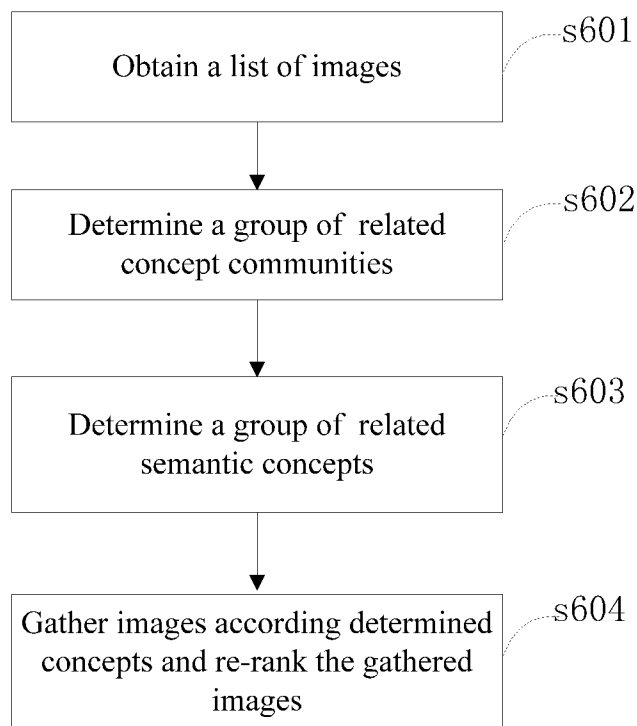 s601
Obtain a list of images
s602
Determine a group of related
concept communities
s603
Determine a group of related
semantic concepts
s604
Gather images according determined
concepts and re-rank the gathered
images